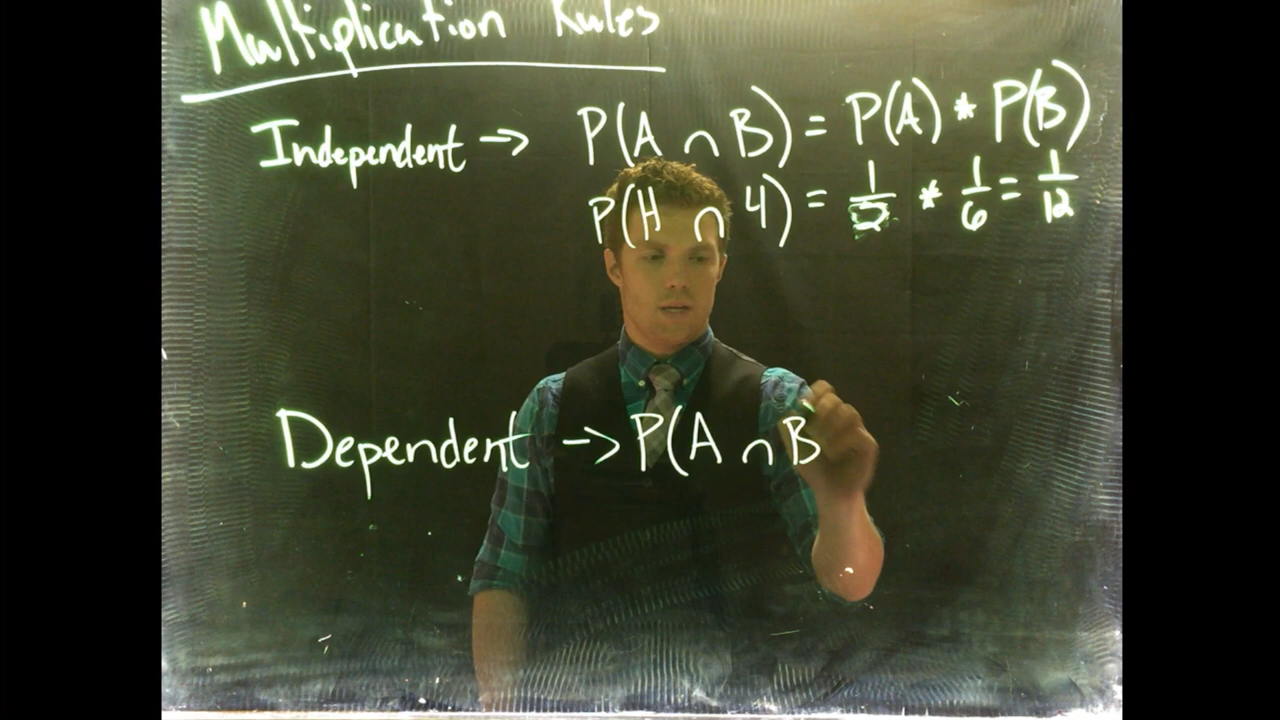 Multiplication Rules
Independent → P(A ∩ B) = P(A) * P(B)
P(H ∩ 4) = 1/2 * 1/6 = 1/12
Dependent → P(A ∩ B